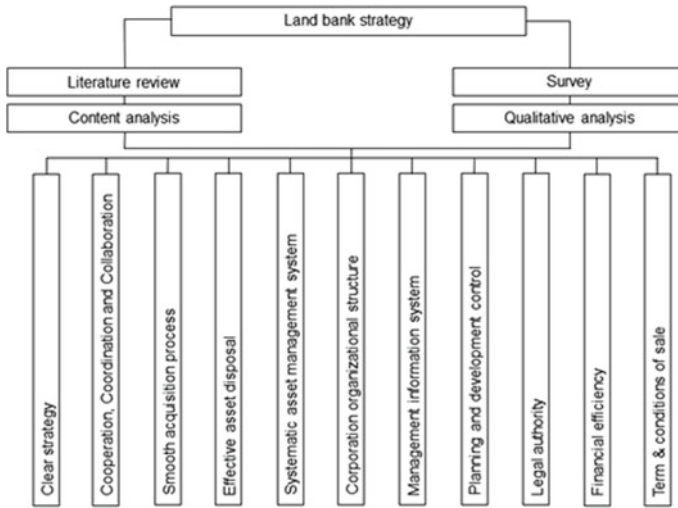 Land bank strategy
Literature review
Survey
Content analysis
Qualitative analysis
Clear strategy
Cooperation, Coordination and Collaboration
Smooth acquisition process
Effective asset disposal
Systematic asset management system
Corporation organizational structure
Management information system
Planning and development control
Legal authority
Financial efficiency
Term & conditions of sale